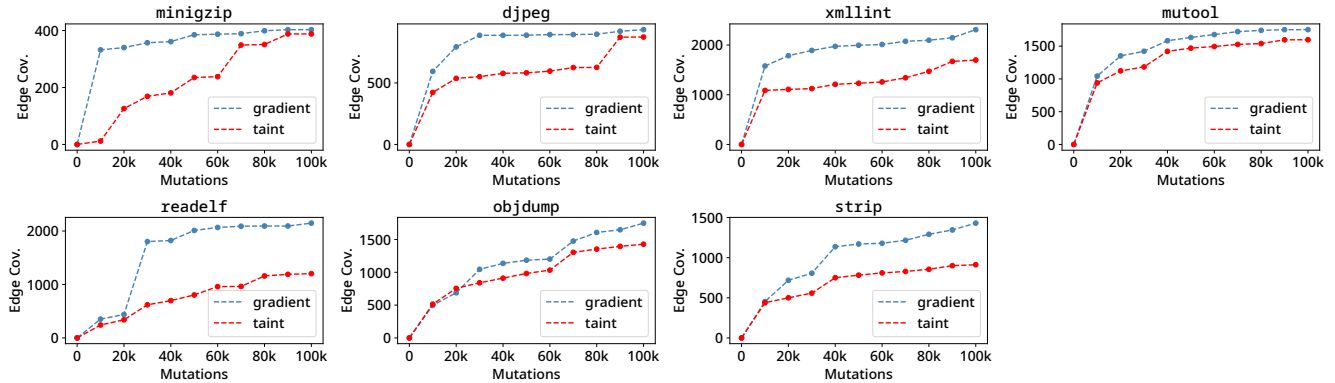 minigzip
Edge Cov.
400
200
0
gradient
taint
0 20k 40k 60k 80k 100k
Mutations
djpeg
Edge Cov.
500
0
gradient
taint
0 20k 40k 60k 80k 100k
Mutations
xmllint
Edge Cov.
2000
1000
0
gradient
taint
0 20k 40k 60k 80k 100k
Mutations
mutool
Edge Cov.
1500
1000
500
0
gradient
taint
0 20k 40k 60k 80k 100k
Mutations
readelf
Edge Cov.
2000
1000
0
gradient
taint
0 20k 40k 60k 80k 100k
Mutations
objdump
Edge Cov.
1500
1000
500
0
gradient
taint
0 20k 40k 60k 80k 100k
Mutations
strip
Edge Cov.
1500
1000
500
0
gradient
taint
0 20k 40k 60k 80k 100k
Mutations